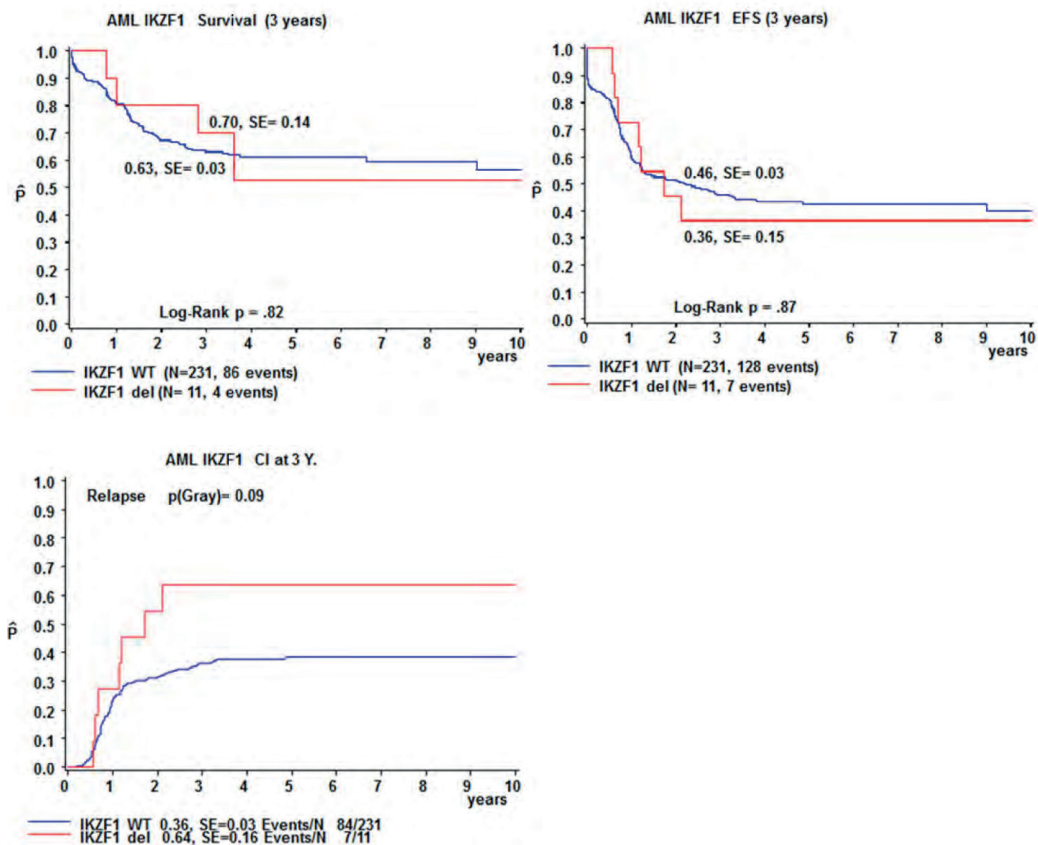 AML IKZF1 Survival (3 years)
1.0
0.9
0.8
0.7
0.6
0.5
0.4
0.3
0.2
0.1
0.0
P̂
0.70, SE= 0.14
0.63, SE= 0.03
Log-Rank p = .82
0 1 2 3 4 5 6 7 8 9 10
years
IKZF1 WT (N=231, 86 events)
IKZF1 del (N= 11, 4 events)
AML IKZF1 EFS (3 years)
1.0
0.9
0.8
0.7
0.6
0.5
0.4
0.3
0.2
0.1
0.0
P̂
0.46, SE= 0.03
0.36, SE= 0.15
Log-Rank p = .87
0 1 2 3 4 5 6 7 8 9 10
years
IKZF1 WT (N=231, 128 events)
IKZF1 del (N= 11, 7 events)
AML IKZF1 CI at 3 Y.
Relapse p(Gray)= 0.09
1.0
0.9
0.8
0.7
0.6
0.5
0.4
0.3
0.2
0.1
0.0
P̂
0 1 2 3 4 5 6 7 8 9 10
years
IKZF1 WT 0.36, SE=0.03 Events/N 84/231
IKZF1 del 0.64, SE=0.16 Events/N 7/11